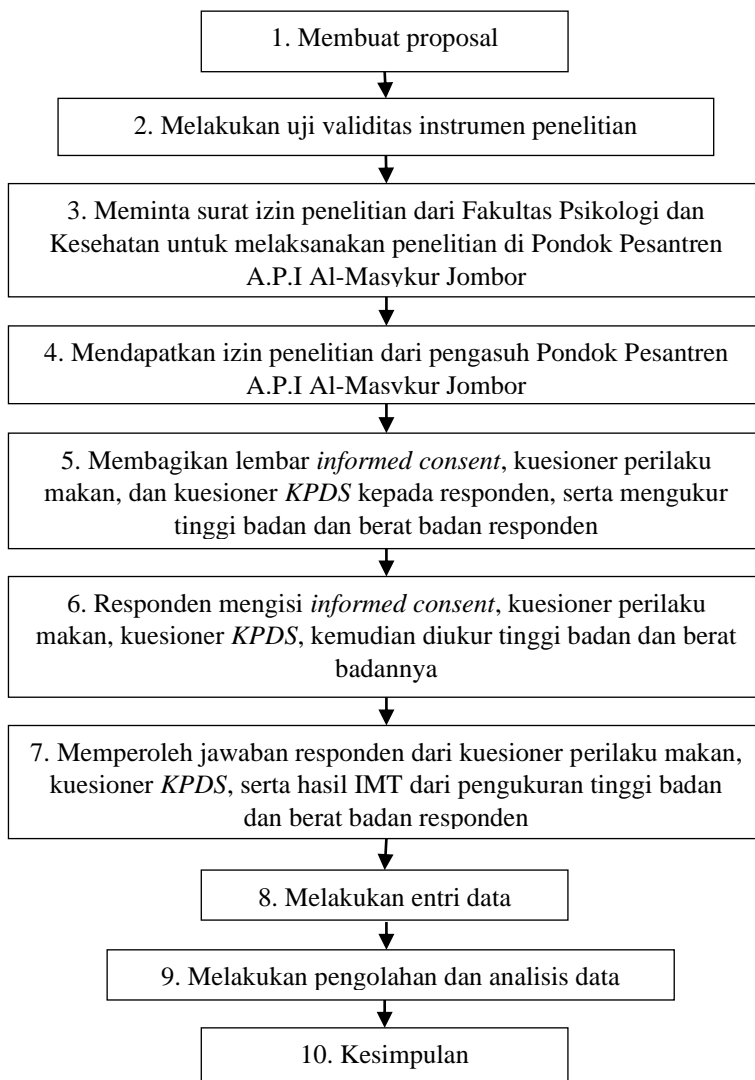 1. Membuat proposal
2. Melakukan uji validitas instrumen penelitian
3. Meminta surat izin penelitian dari Fakultas Psikologi dan
Kesehatan untuk melaksanakan penelitian di Pondok Pesantren
A.P.I Al-Masykur Jombor
4. Mendapatkan izin penelitian dari pengasuh Pondok Pesantren
A.P.I Al-Masykur Jombor
5. Membagikan lembar informed consent, kuesioner perilaku
makan, dan kuesioner KPDS kepada responden, serta mengukur
tinggi badan dan berat badan responden
6. Responden mengisi informed consent, kuesioner perilaku
makan, kuesioner KPDS, kemudian diukur tinggi badan dan berat
badannya
7. Memperoleh jawaban responden dari kuesioner perilaku makan,
kuesioner KPDS, serta hasil IMT dari pengukuran tinggi badan
dan berat badan responden
8. Melakukan entri data
9. Melakukan pengolahan dan analisis data
10. Kesimpulan